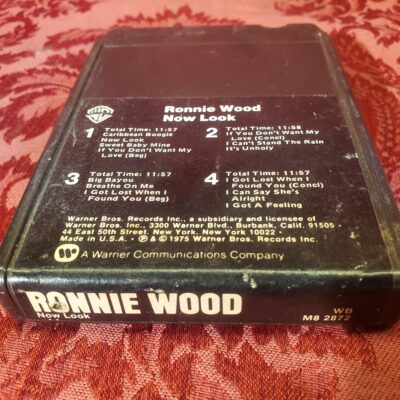 Ronnie Wood
Now Look
1 Total Time: 11:57
Caribbean Boogie
Now Look
Sweet Baby Mine
If You Don't Want My
Love (Beg)
2 Total Time: 11:58
If You Don't Want My
Love (Concl)
I Can't Stand The Rain
It's Unholy
3 Total Time: 11:57
Big Bayou
Breathe On Me
I Got Lost When I
Found You (Beg)
4 Total Time: 11:57
I Got Lost When I
Found You (Concl)
I Can Say She's
Alright
I Got A Feeling
Warner Bros. Records Inc., a subsidiary and licensee of
Warner Bros. Inc., 3300 Warner Blvd., Burbank, Calif. 91505 •
44 East 50th Street, New York, New York 10022 •
Made in U.S.A. • ℗ & © 1975 Warner Bros. Records Inc.
A Warner Communications Company
RONNIE WOOD
Now Look
WB
M8 2872